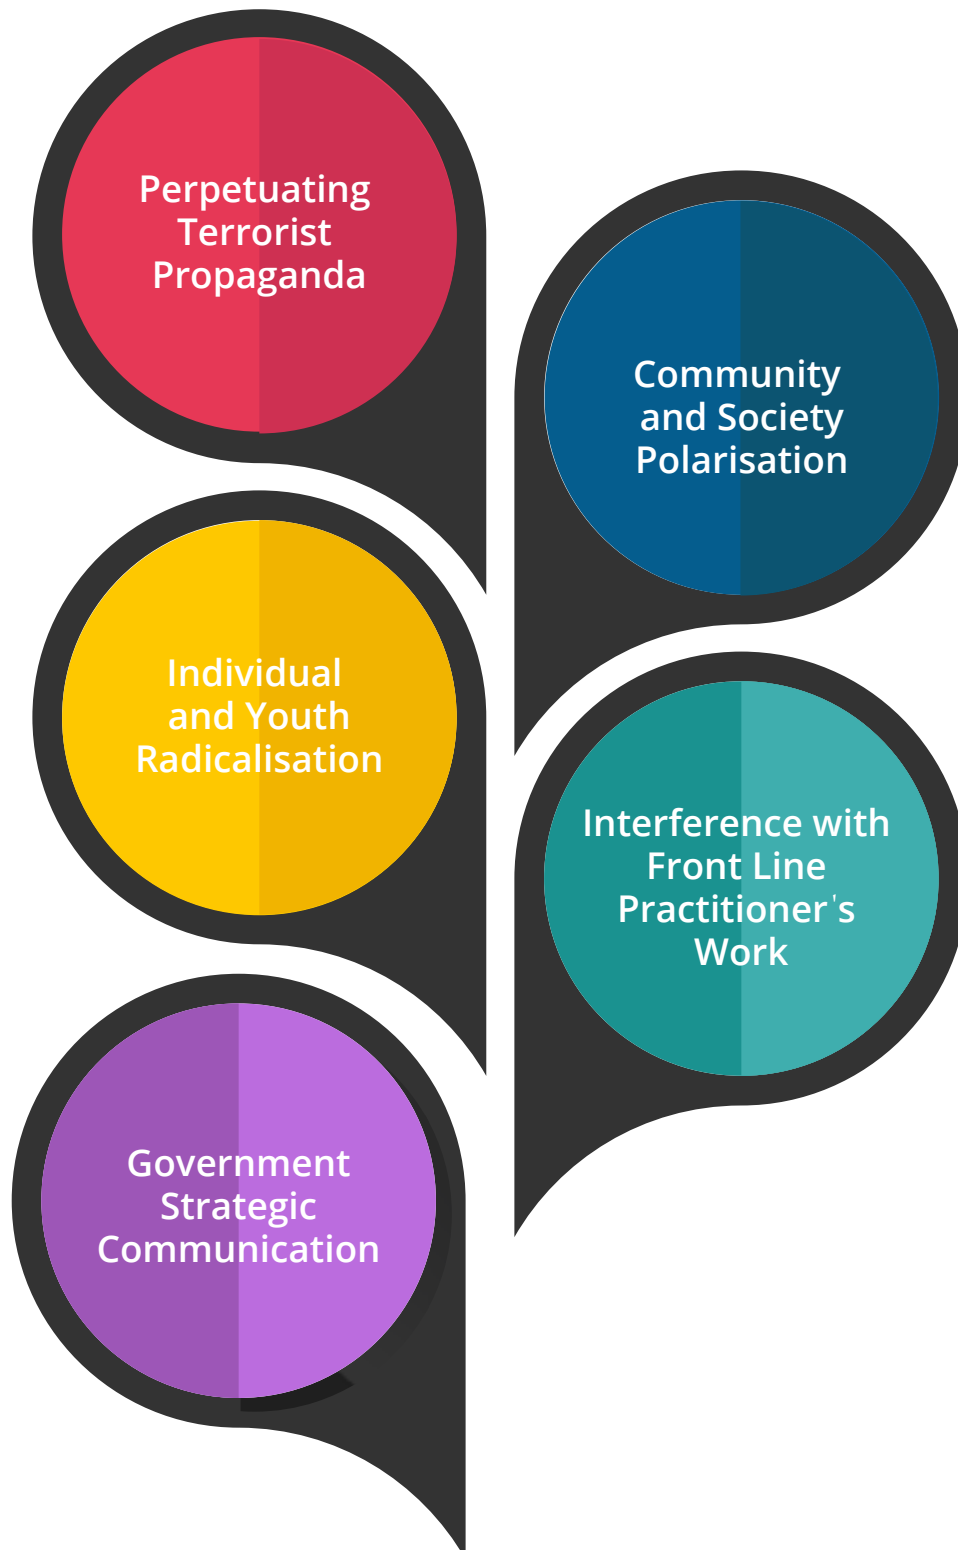 Perpetuating
Terrorist
Propaganda
Community
and Society
Polarisation
Individual
and Youth
Radicalisation
Interference with
Front Line
Practitioner's
Work
Government
Strategic
Communication